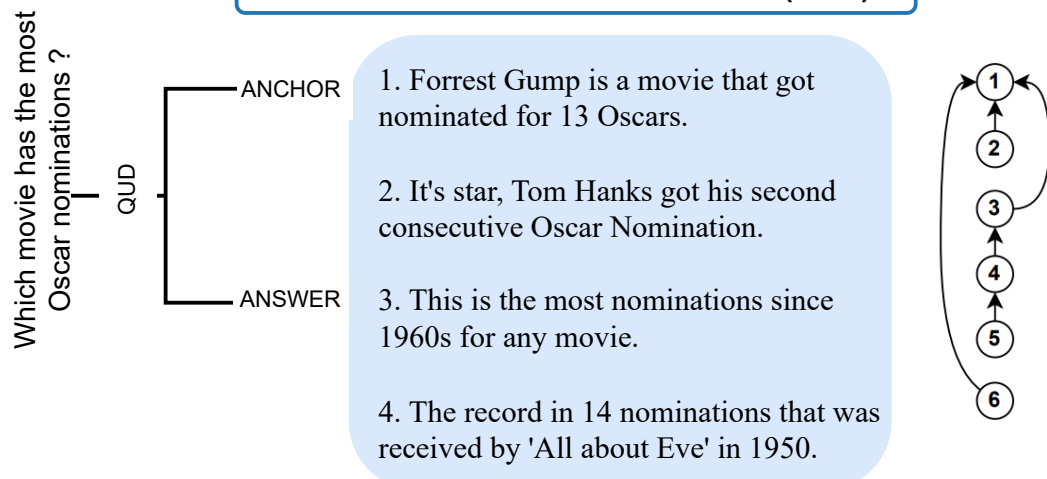 Which movie has the most
Oscar nominations ?
QUD
ANCHOR
ANSWER
1. Forrest Gump is a movie that got
nominated for 13 Oscars.
2. It's star, Tom Hanks got his second
consecutive Oscar Nomination.
3. This is the most nominations since
1960s for any movie.
4. The record in 14 nominations that was
received by 'All about Eve' in 1950.
1
2
3
4
5
6